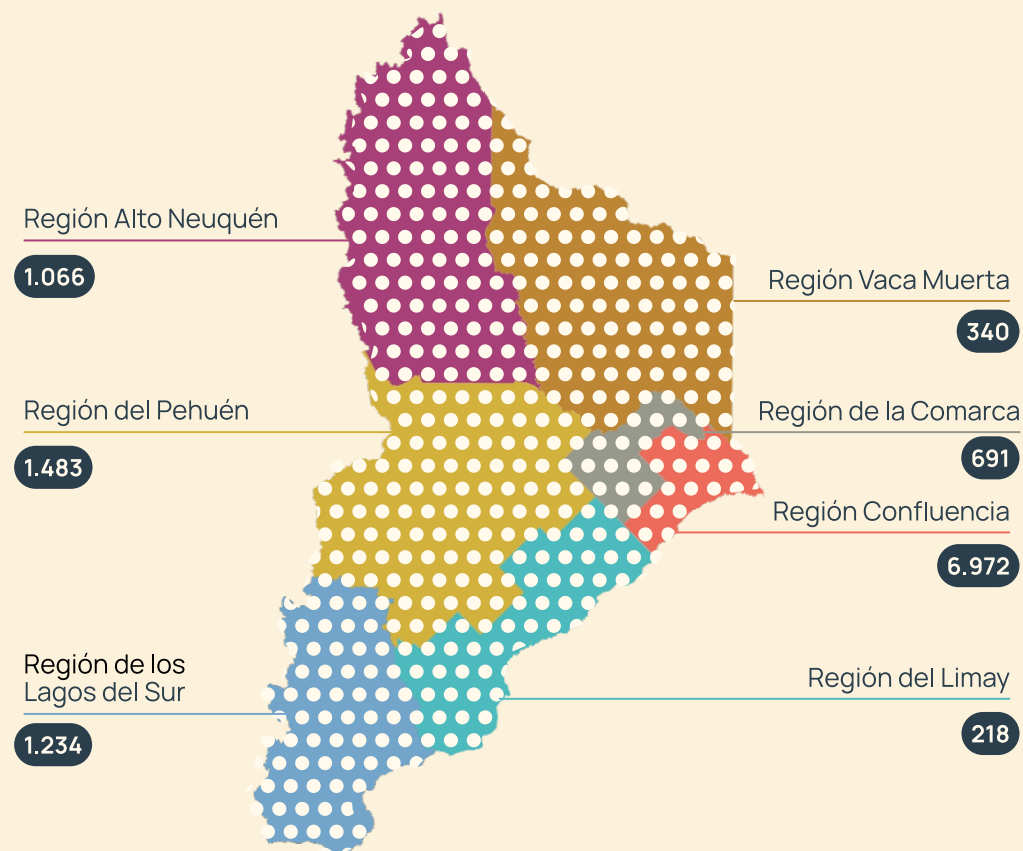 Región Alto Neuquén
1.066
Región Vaca Muerta
340
Región del Pehuén
1.483
Región de la Comarca
691
Región Confluencia
6.972
Región de los
Lagos del Sur
1.234
Región del Limay
218